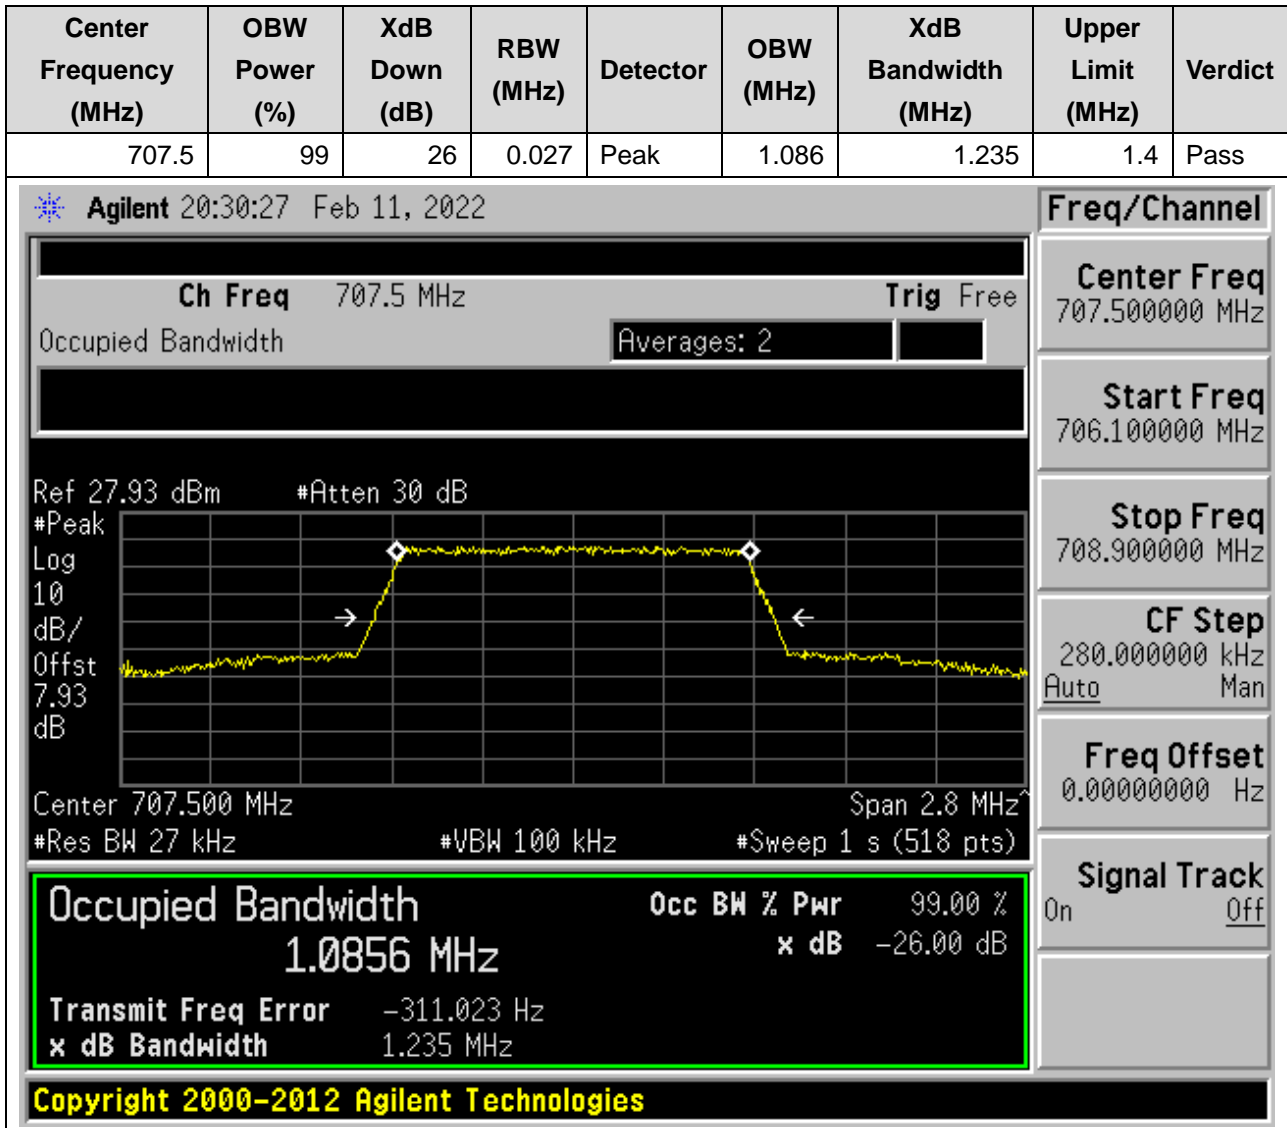 Center Frequency (MHz) OBW Power (%) XdB Down (dB) RBW (MHz) Detector OBW (MHz) XdB Bandwidth (MHz) Upper Limit (MHz) Verdict
707.5 99 26 0.027 Peak 1.086 1.235 1.4 Pass
Agilent 20:30:27 Feb 11, 2022
Ch Freq 707.5 MHz Trig Free
Occupied Bandwidth Averages: 2
Ref 27.93 dBm #Atten 30 dB
#Peak
Log
10
dB/
Offst
7.93
dB
Center 707.500 MHz Span 2.8 MHz^
#Res BW 27 kHz #VBW 100 kHz #Sweep 1 s (518 pts)
Occupied Bandwidth Occ BW % Pwr 99.00 %
1.0856 MHz x dB -26.00 dB
Transmit Freq Error -311.023 Hz
x dB Bandwidth 1.235 MHz
Copyright 2000-2012 Agilent Technologies
Freq/Channel
Center Freq
707.500000 MHz
Start Freq
706.100000 MHz
Stop Freq
708.900000 MHz
CF Step
280.000000 kHz
Auto Man
Freq Offset
0.00000000 Hz
Signal Track
On Off